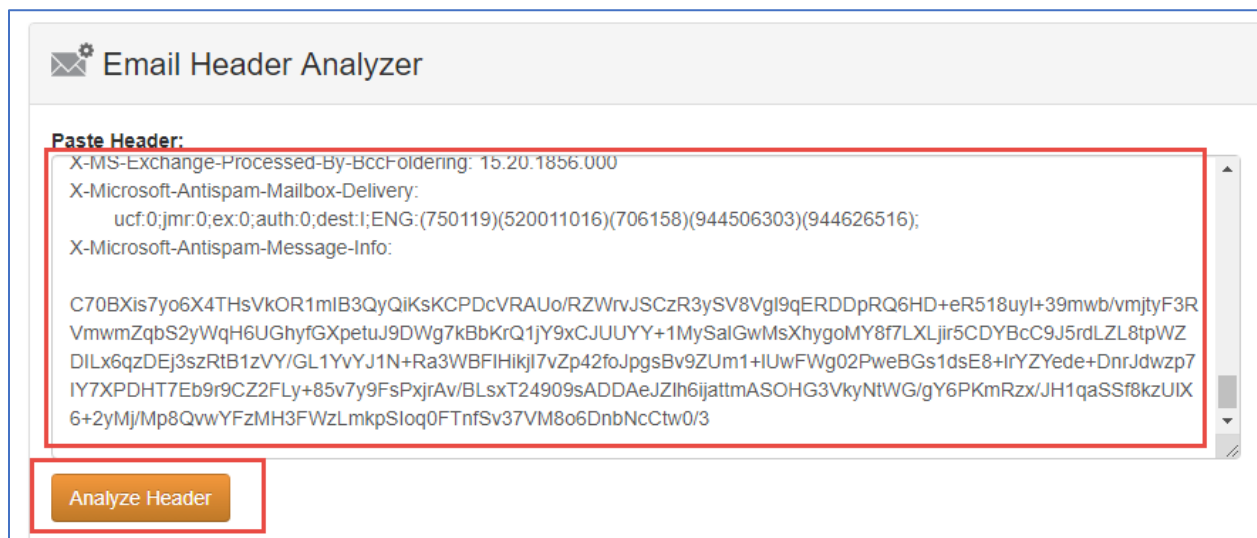 Email Header Analyzer
Paste Header:
X-MS-Exchange-Processed-By-BccFoldering: 15.20.1856.000
X-Microsoft-Antispam-Mailbox-Delivery:
ucf:0;jmr:0;ex:0;auth:0;dest:I;ENG:(750119)(520011016)(706158)(944506303)(944626516);
X-Microsoft-Antispam-Message-Info:
C70BXis7yo6X4THsVkOR1mIB3QyQiKsKCPDcVRAUo/RZWrvJSCzR3ySV8VgI9qERDDpRQ6HD+eR518uyI+39mwb/vmjtyF3R
VmwmZqbS2yWqH6UGhyfGXpetuJ9DWg7kBbKrQ1jY9xCJUUYY+1MySalGwMsXhygoMY8f7LXLjir5CDYBcC9J5rdLZL8tpWZ
DILx6qzDEj3szRtB1zVY/GL1YvYJ1N+Ra3WBFIHikjI7vZp42foJpgsBv9ZUm1+IUwFWg02PweBGs1dsE8+IrYZYede+DnrJdwzp7
IY7XPDHT7Eb9r9CZ2FLy+85v7y9FsPxjrAv/BLsxT24909sADDAeJZIh6ijattmASOHG3VkyNtWG/gY6PKmRzx/JH1qaSSf8kzUIX
6+2yMj/Mp8QvwYFzMH3FWzLmkpSIoq0FTnfSv37VM8o6DnbNcCtw0/3
Analyze Header